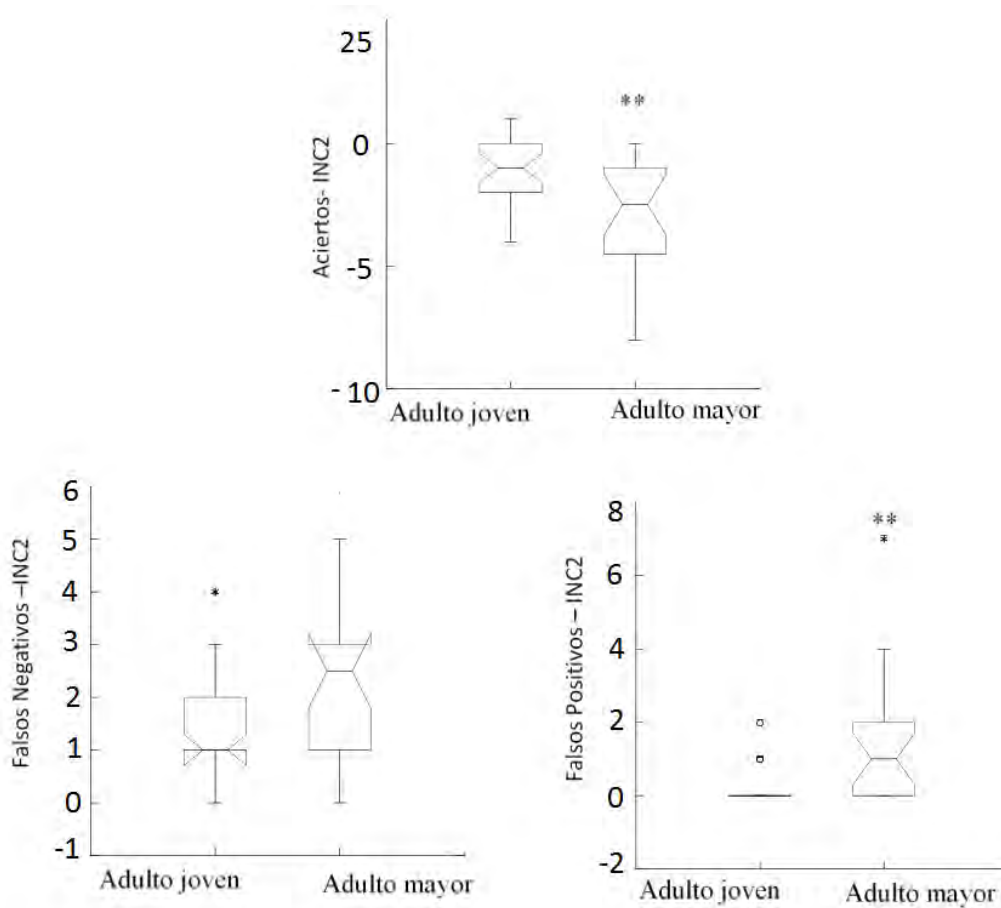 25
**
0
-5
-10
Aciertos- INC2
Adulto joven
Adulto mayor
6
5
4
3
2
1
0
-1
*
Falsos Negativos –INC2
Adulto joven
Adulto mayor
8
6
4
2
0
-2
**
*
Falsos Positivos – INC2
Adulto joven
Adulto mayor